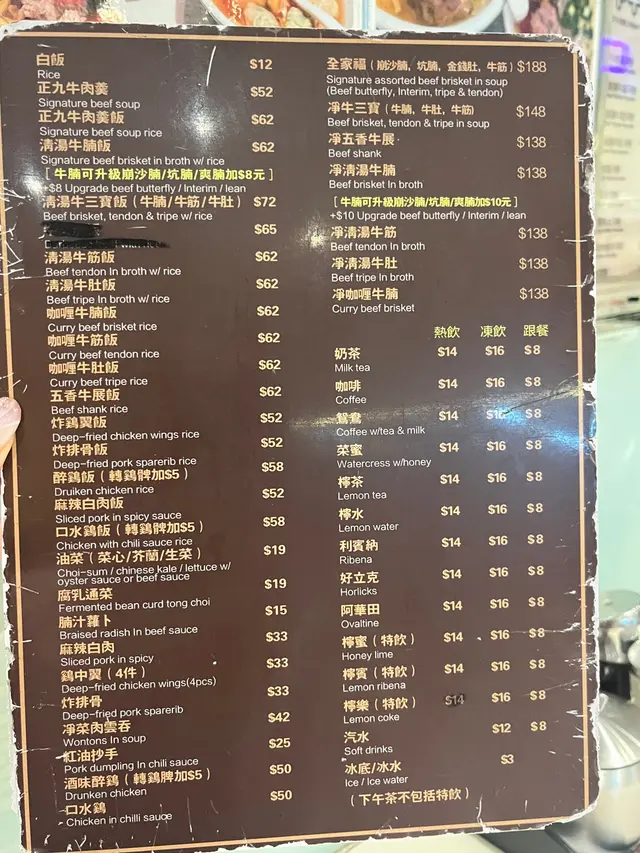 白飯 $12
Rice
正九牛肉羹 $52
Signature beef soup
正九牛肉羹飯 $62
Signature beef soup rice
清湯牛腩飯 $62
Signature beef brisket in broth w/ rice
[ 牛腩可升級崩沙腩/坑腩/爽腩加$8元 ]
+$8 Upgrade beef butterfly / Interim / lean
清湯牛三寶飯 ( 牛腩/牛筋/牛肚 ) $72
Beef brisket, tendon & tripe w/ rice
$65
清湯牛筋飯 $62
Beef tendon In broth w/ rice
清湯牛肚飯 $62
Beef tripe In broth w/ rice
咖喱牛腩飯 $62
Curry beef brisket rice
咖喱牛筋飯 $62
Curry beef tendon rice
咖喱牛肚飯 $62
Curry beef tripe rice
五香牛展飯 $62
Beef shank rice
炸鷄翼飯 $52
Deep-fried chicken wings rice
炸排骨飯 $52
Deep-fried pork sparerib rice
醉鷄飯 ( 轉鷄髀加$5 ) $58
Druiken chicken rice
麻辣白肉飯 $52
Sliced pork in spicy sauce
口水鷄飯 ( 轉鷄髀加$5 ) $58
Chicken with chili sauce rice
油菜 ( 菜心/芥蘭/生菜 ) $19
Choi-sum / chinese kale / lettuce w/
oyster sauce or beef sauce
腐乳通菜 $19
Fermented bean curd tong choi
腩汁蘿卜 $15
Braised radish In beef sauce
麻辣白肉 $33
Sliced pork in spicy
鷄中翼 ( 4件 ) $33
Deep-fried chicken wings(4pcs)
炸排骨 $33
Deep-fried pork sparerib
凈菜肉雲吞 $42
Wontons In soup
紅油抄手 $25
Pork dumpling In chili sauce
酒味醉鷄 ( 轉鷄髀加$5 ) $50
Drunken chicken
口水鷄 $50
Chicken in chilli sauce
全家福 ( 崩沙腩, 坑腩, 金錢肚, 牛筋 ) $188
Signature assorted beef brisket in soup
(Beef butterfly, Interim, tripe & tendon)
凈牛三寶 ( 牛腩, 牛肚, 牛筋) $148
Beef brisket, tendon & tripe in soup
凈五香牛展 $138
Beef shank
凈清湯牛腩 $138
Beef brisket In broth
[ 牛腩可升級崩沙腩/坑腩/爽腩加$10元 ]
+$10 Upgrade beef butterfly / Interim / lean
凈清湯牛筋 $138
Beef tendon In broth
凈清湯牛肚 $138
Beef tripe In broth
凈咖喱牛腩 $138
Curry beef brisket
熱飲 凍飲 跟餐
奶茶 $14 $16 $8
Milk tea
咖啡 $14 $16 $8
Coffee
鴛鴦 $14 $16 $8
Coffee w/tea & milk
菜蜜 $14 $16 $8
Watercress w/honey
檸茶 $14 $16 $8
Lemon tea
檸水 $14 $16 $8
Lemon water
利賓納 $14 $16 $8
Ribena
好立克 $14 $16 $8
Horlicks
阿華田 $14 $16 $8
Ovaltine
檸蜜 ( 特飲 ) $14 $16 $8
Honey lime
檸賓 ( 特飲 ) $14 $16 $8
Lemon ribena
檸樂 ( 特飲 ) $14 $16 $8
Lemon coke
汽水 $12 $8
Soft drinks
冰底/冰水 $3
Ice / Ice water
( 下午茶不包括特飲 )